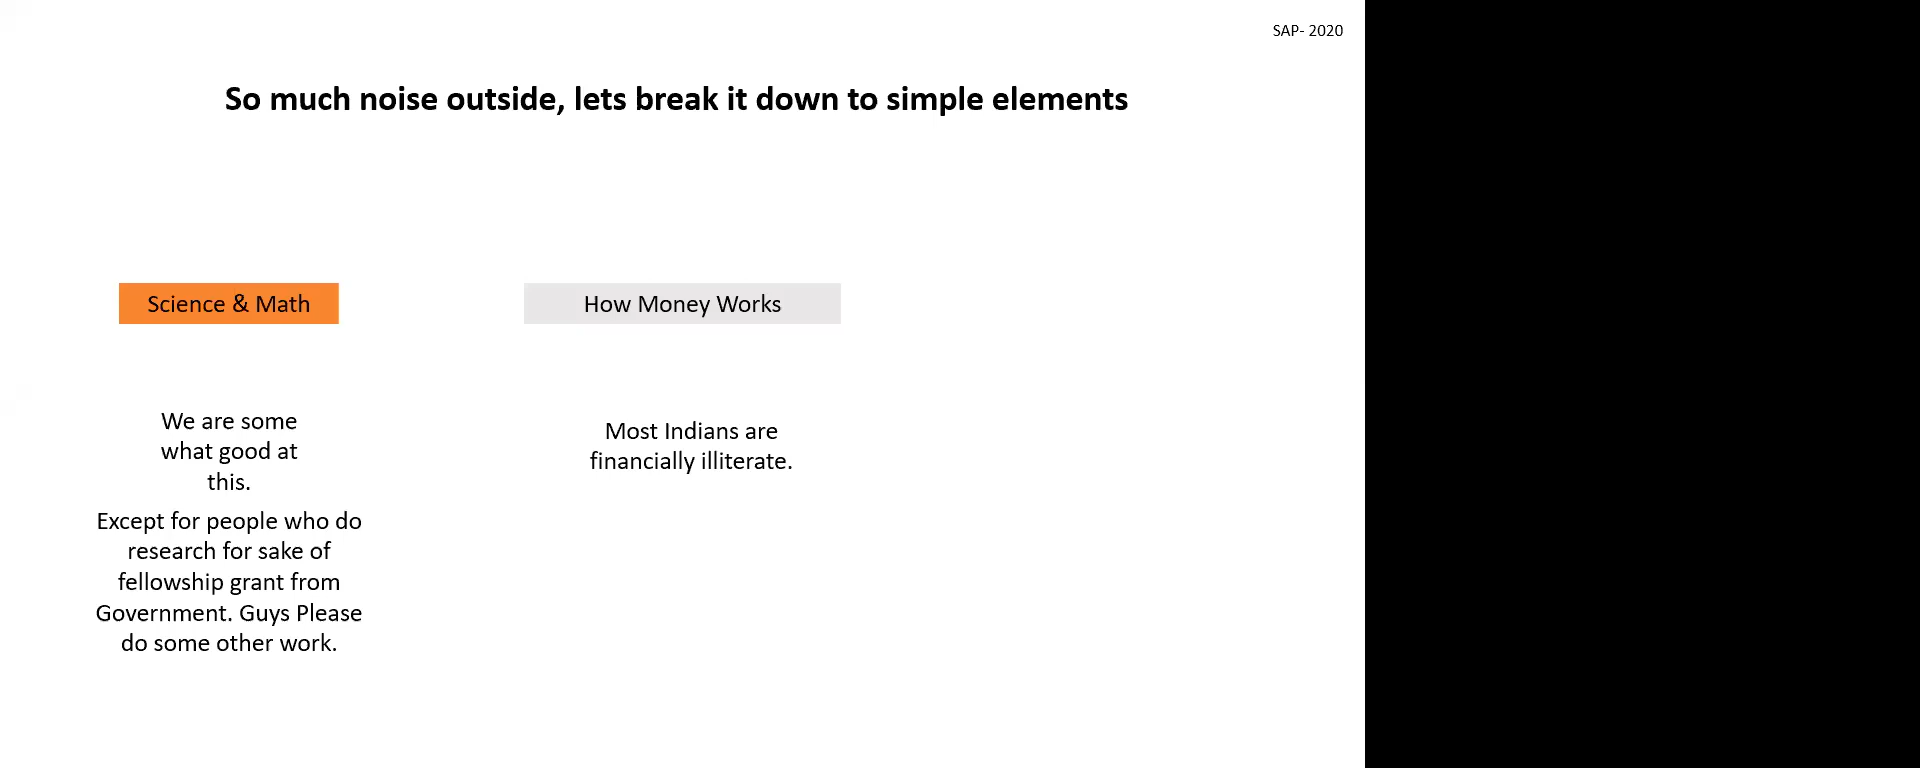 SAP- 2020
So much noise outside, lets break it down to simple elements
Science & Math
We are some
what good at
this.
Except for people who do
research for sake of
fellowship grant from
Government. Guys Please
do some other work.
How Money Works
Most Indians are
financially illiterate.